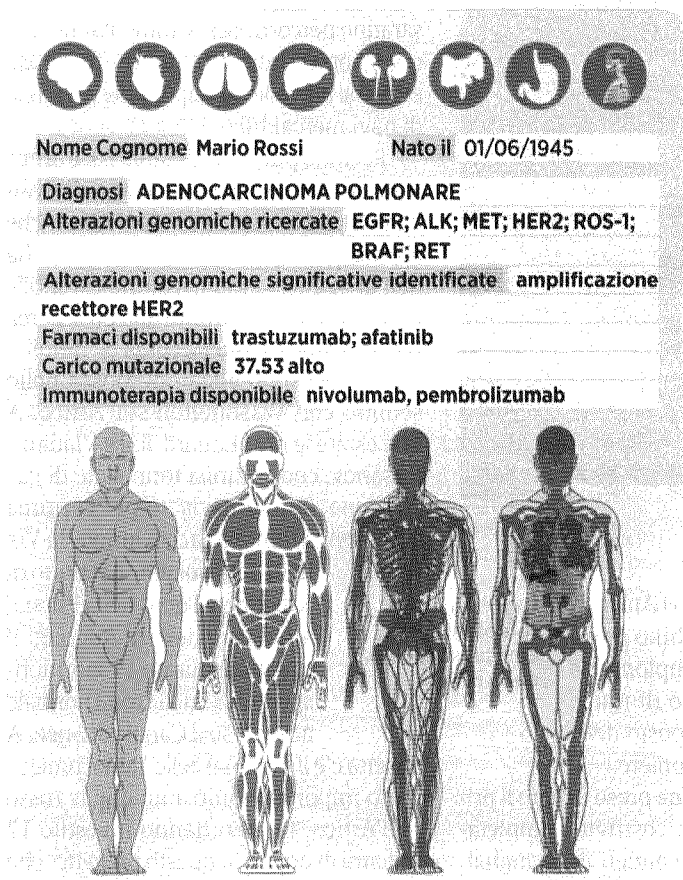 Nome Cognome Mario Rossi Nato il 01/06/1945
Diagnosi ADENOCARCINOMA POLMONARE
Alterazioni genomiche ricercate EGFR; ALK; MET; HER2; ROS-1;
BRAF; RET
Alterazioni genomiche significative identificate amplificazione
recettore HER2
Farmaci disponibili trastuzumab; afatinib
Carico mutazionale 37.53 alto
Immunoterapia disponibile nivolumab, pembrolizumab